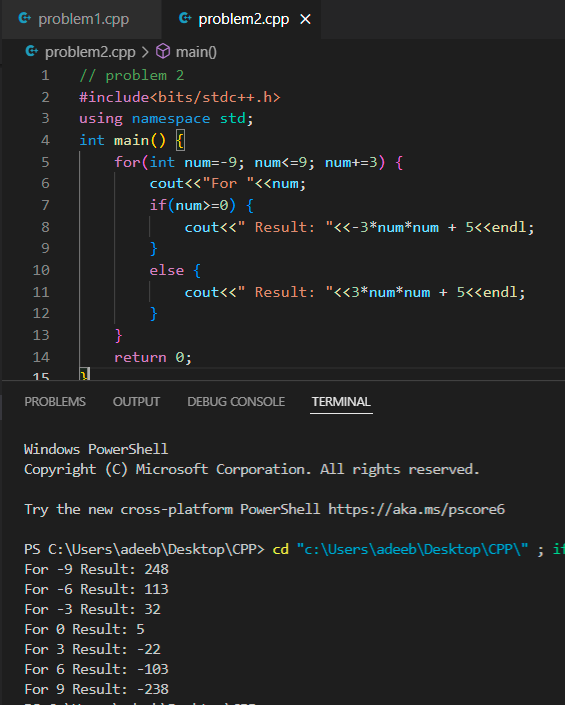 problem1.cpp problem2.cpp ×
problem2.cpp > main()
1 // problem 2
2 #include<bits/stdc++.h>
3 using namespace std;
4 int main() {
5 for(int num=-9; num<=9; num+=3) {
6 cout<<"For "<<num;
7 if(num>=0) {
8 cout<<" Result: "<<-3*num*num + 5<<endl;
9 }
10 else {
11 cout<<" Result: "<<3*num*num + 5<<endl;
12 }
13 }
14 return 0;
15 }
PROBLEMS OUTPUT DEBUG CONSOLE TERMINAL
Windows PowerShell
Copyright (C) Microsoft Corporation. All rights reserved.
Try the new cross-platform PowerShell https://aka.ms/pscore6
PS C:\Users\adeeb\Desktop\CPP> cd "c:\Users\adeeb\Desktop\CPP\" ; if
For -9 Result: 248
For -6 Result: 113
For -3 Result: 32
For 0 Result: 5
For 3 Result: -22
For 6 Result: -103
For 9 Result: -238